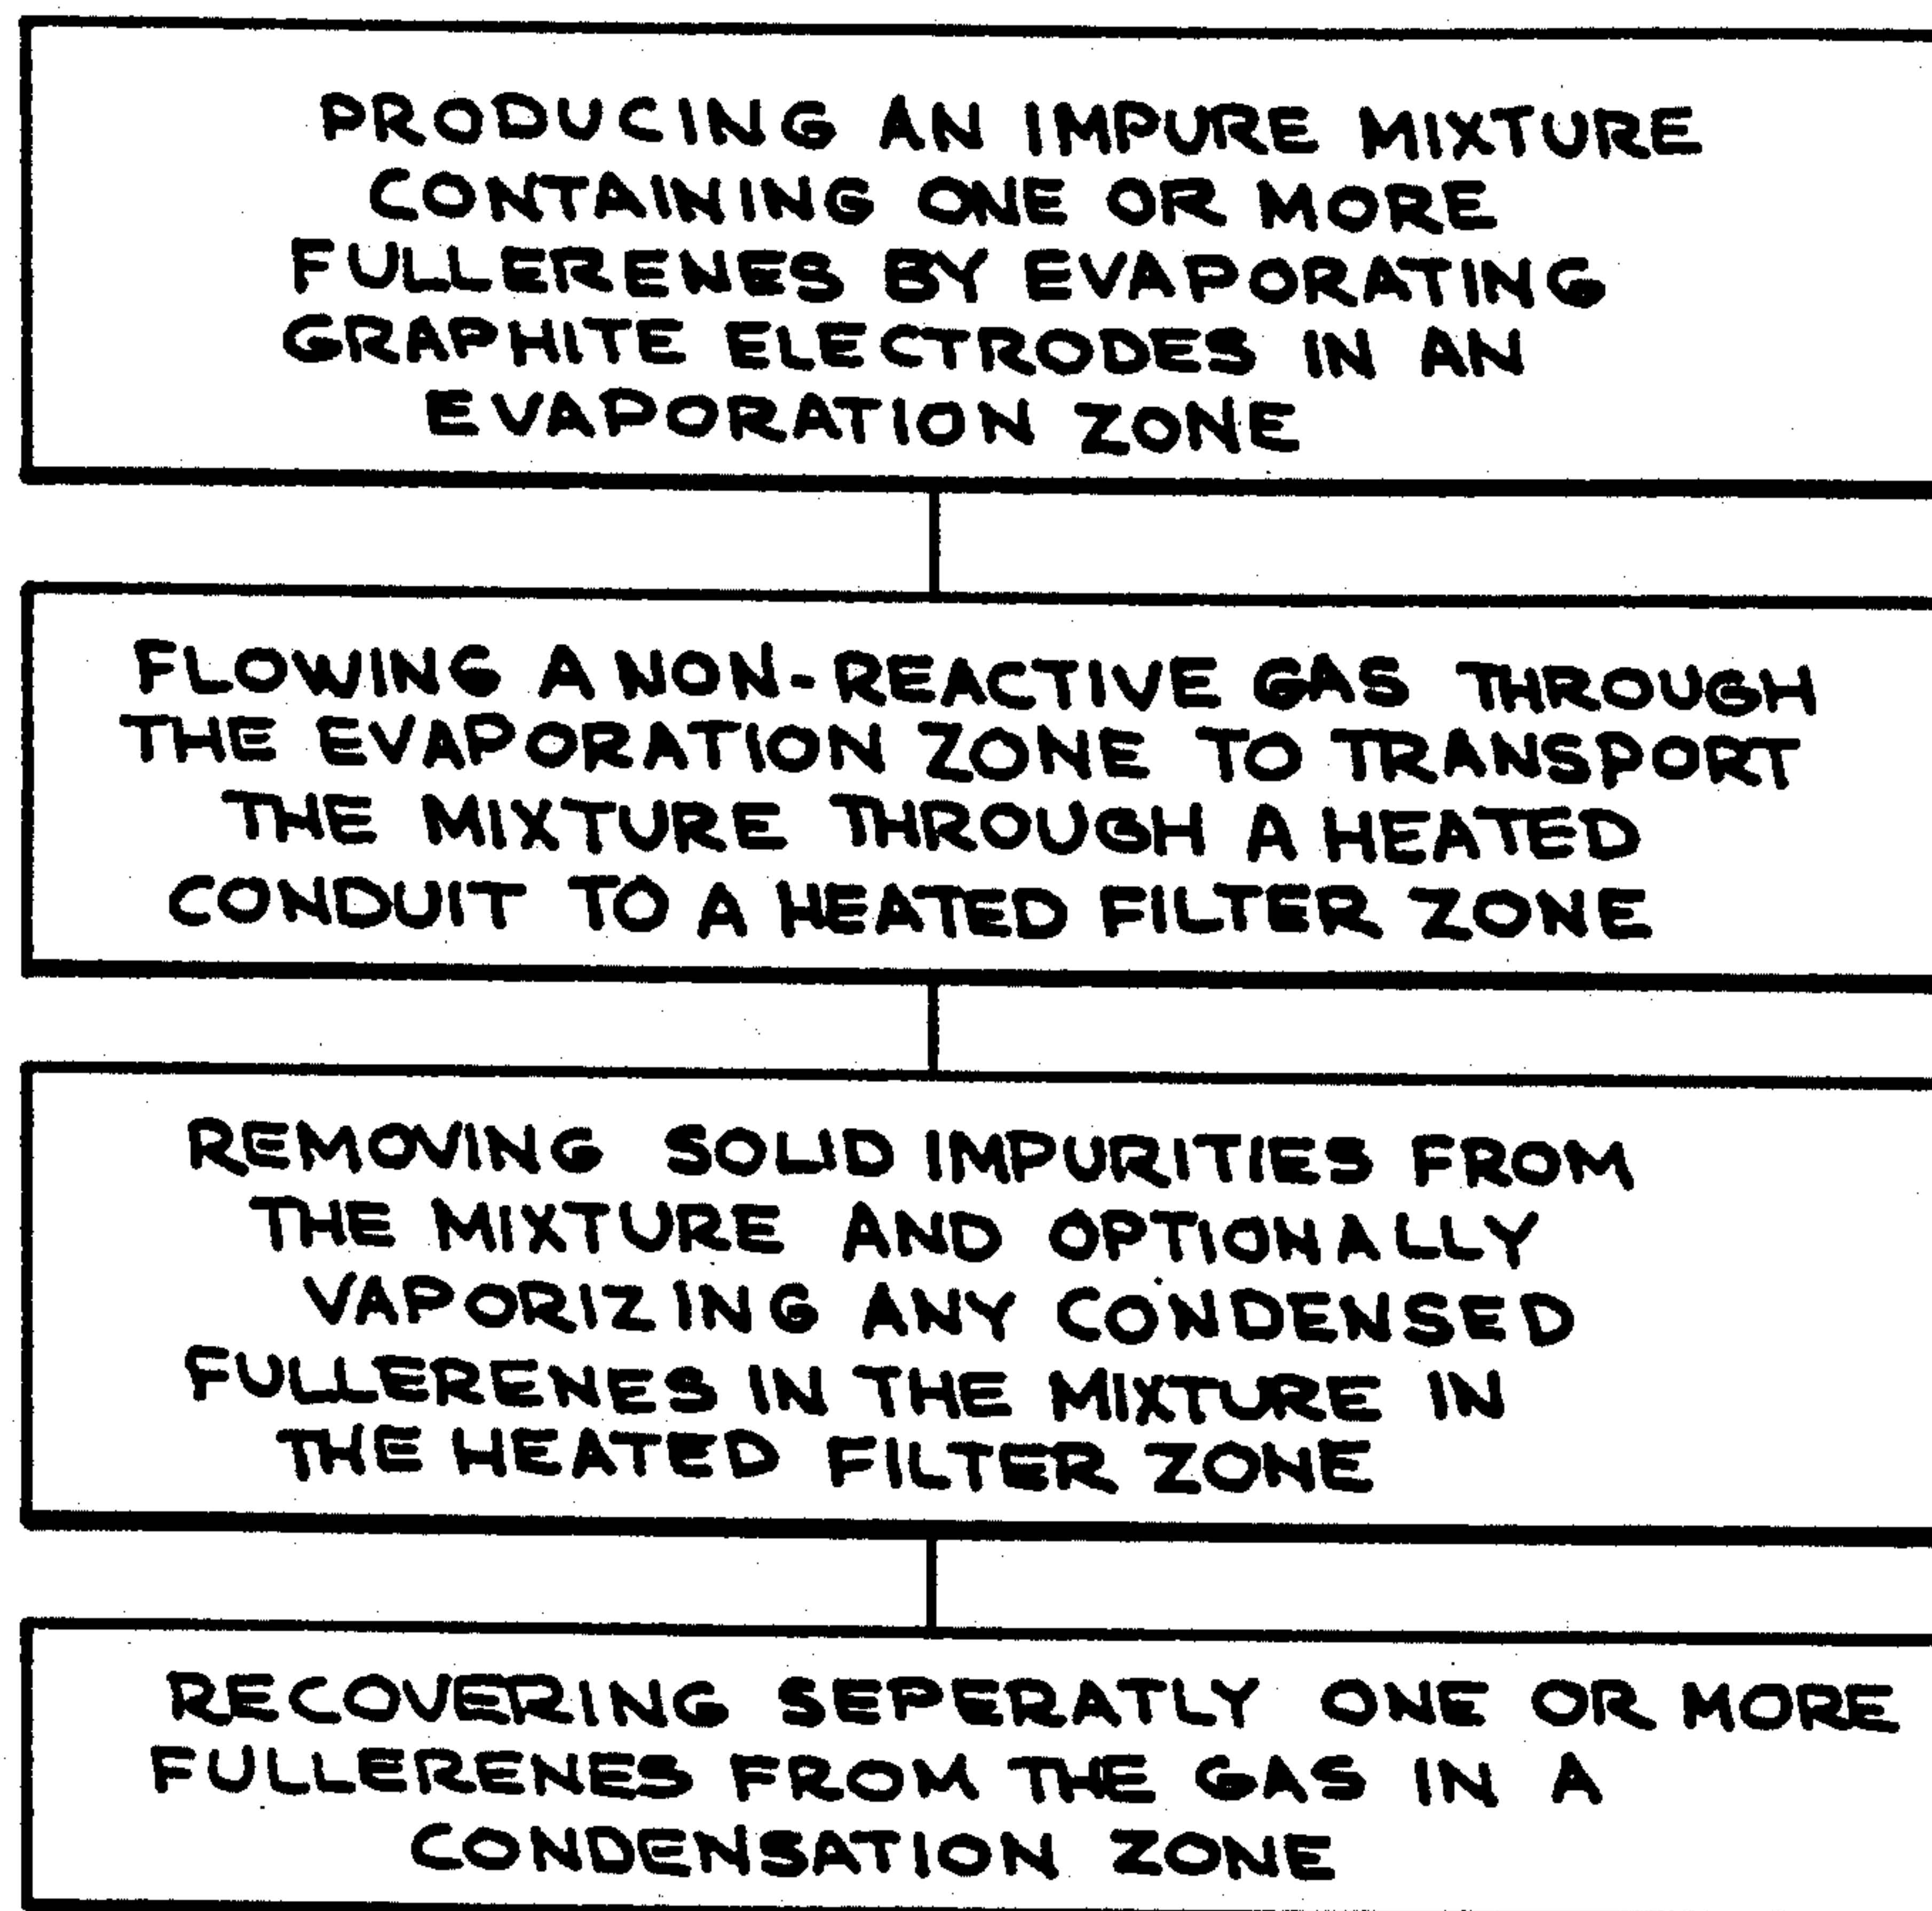 PRODUCING AN IMPURE MIXTURE
CONTAINING ONE OR MORE
FULLERENES BY EVAPORATING
GRAPHITE ELECTRODES IN AN
EVAPORATION ZONE
FLOWING A NON-REACTIVE GAS THROUGH
THE EVAPORATION ZONE TO TRANSPORT
THE MIXTURE THROUGH A HEATED
CONDUIT TO A HEATED FILTER ZONE
REMOVING SOLID IMPURITIES FROM
THE MIXTURE AND OPTIONALLY
VAPORIZING ANY CONDENSED
FULLERENES IN THE MIXTURE IN
THE HEATED FILTER ZONE
RECOVERING SEPERATLY ONE OR MORE
FULLERENES FROM THE GAS IN A
CONDENSATION ZONE